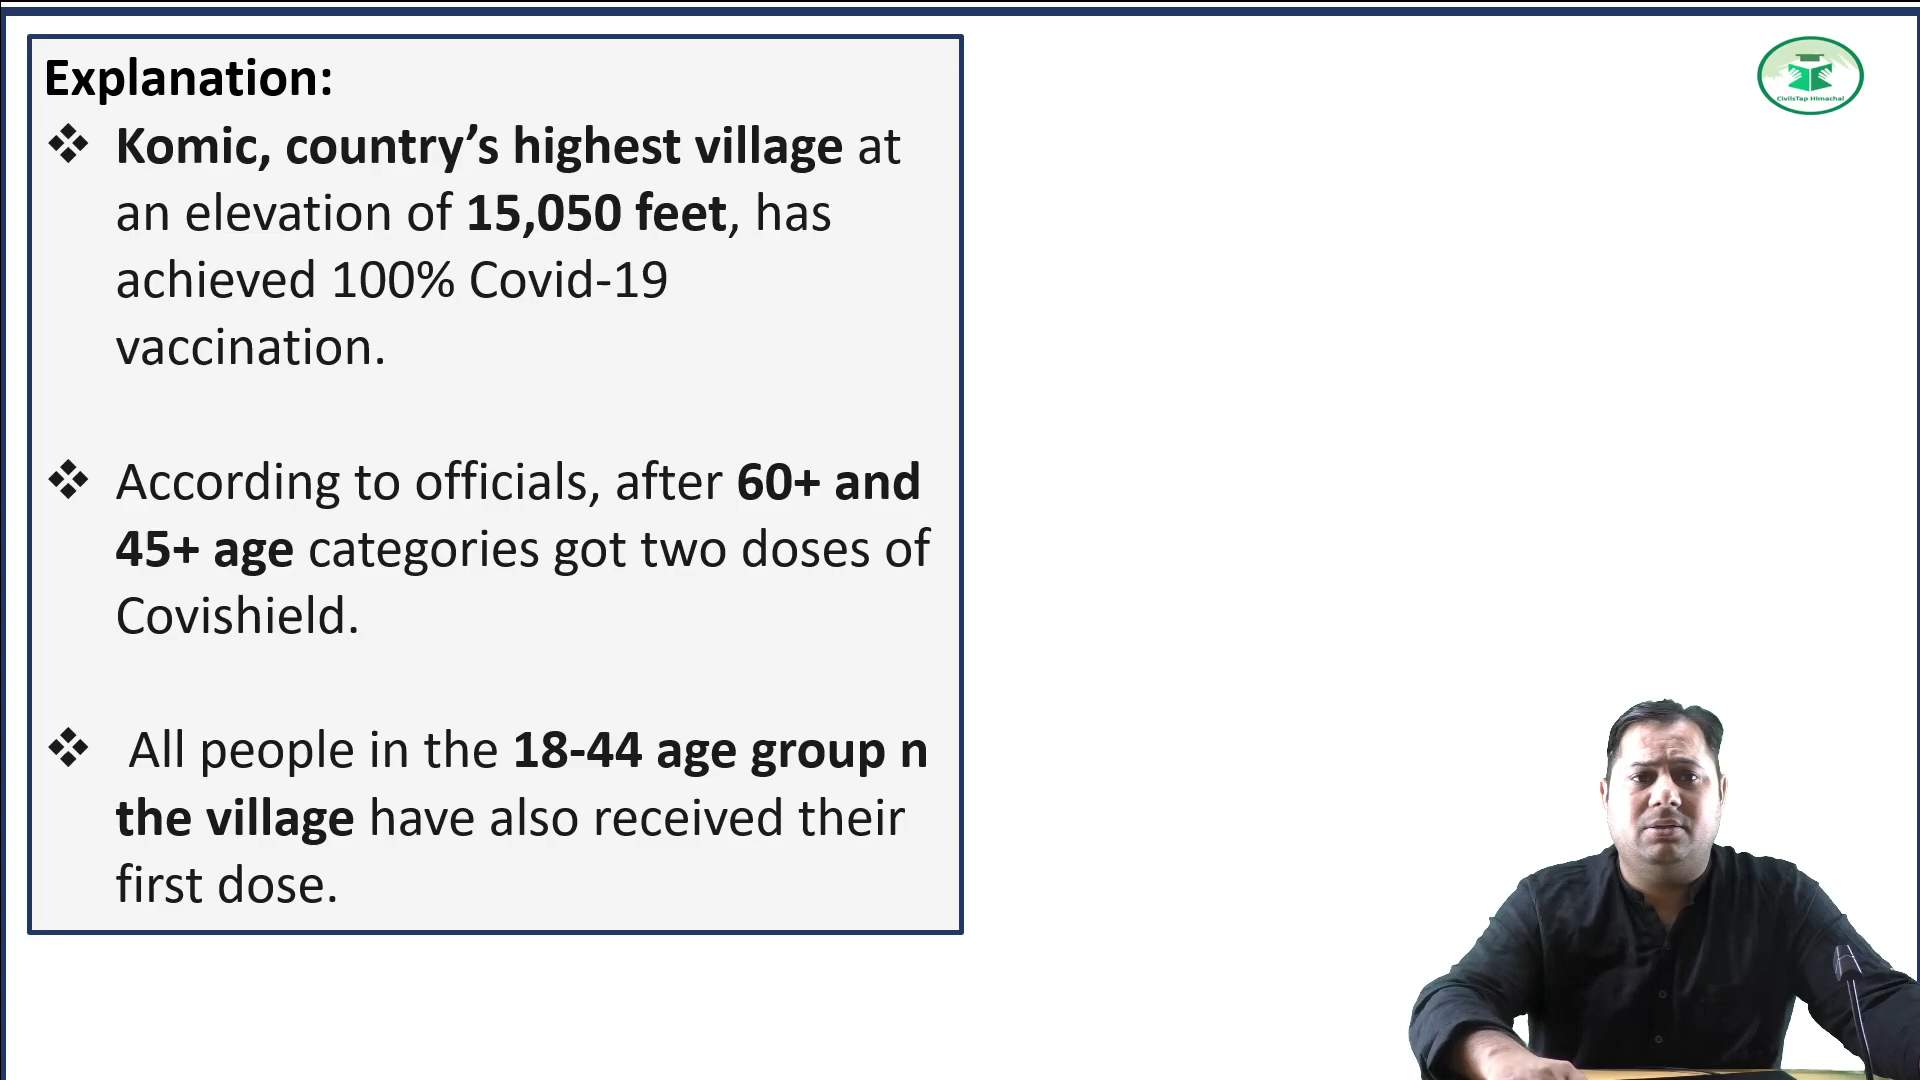 Explanation:
❖ Komic, country’s highest village at
an elevation of 15,050 feet, has
achieved 100% Covid-19
vaccination.
❖ According to officials, after 60+ and
45+ age categories got two doses of
Covishield.
❖ All people in the 18-44 age group n
the village have also received their
first dose.
CivilsTap Himachal